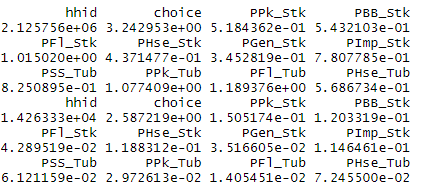 hhid choice PPk_Stk PBB_Stk
2.125756e+06 3.242953e+00 5.184362e-01 5.432103e-01
PFl_Stk PHse_Stk PGen_Stk PImp_Stk
1.015020e+00 4.371477e-01 3.452819e-01 7.807785e-01
PSS_Tub PPk_Tub PFl_Tub PHse_Tub
8.250895e-01 1.077409e+00 1.189376e+00 5.686734e-01
hhid choice PPk_Stk PBB_Stk
1.426333e+04 2.587219e+00 1.505174e-01 1.203319e-01
PFl_Stk PHse_Stk PGen_Stk PImp_Stk
4.289519e-02 1.188312e-01 3.516605e-02 1.146461e-01
PSS_Tub PPk_Tub PFl_Tub PHse_Tub
6.121159e-02 2.972613e-02 1.405451e-02 7.245500e-02